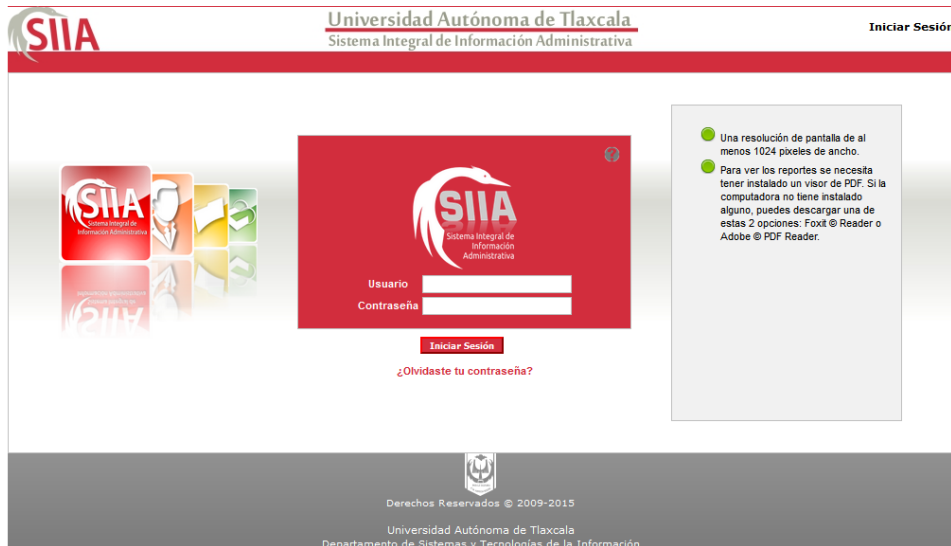 SIIA
Universidad Autónoma de Tlaxcala
Sistema Integral de Información Administrativa
Iniciar Sesión
SIIA
Sistema Integral de
Información Administrativa
SIIA
Sistema Integral de
Información
Administrativa
Usuario
Contraseña
Iniciar Sesión
¿Olvidaste tu contraseña?
Una resolución de pantalla de al
menos 1024 pixeles de ancho.
Para ver los reportes se necesita
tener instalado un visor de PDF. Si la
computadora no tiene instalado
alguno, puedes descargar una de
estas 2 opciones: Foxit © Reader o
Adobe © PDF Reader.
Derechos Reservados © 2009-2015
Universidad Autónoma de Tlaxcala
Departamento de Sistemas y Tecnologías de la Información